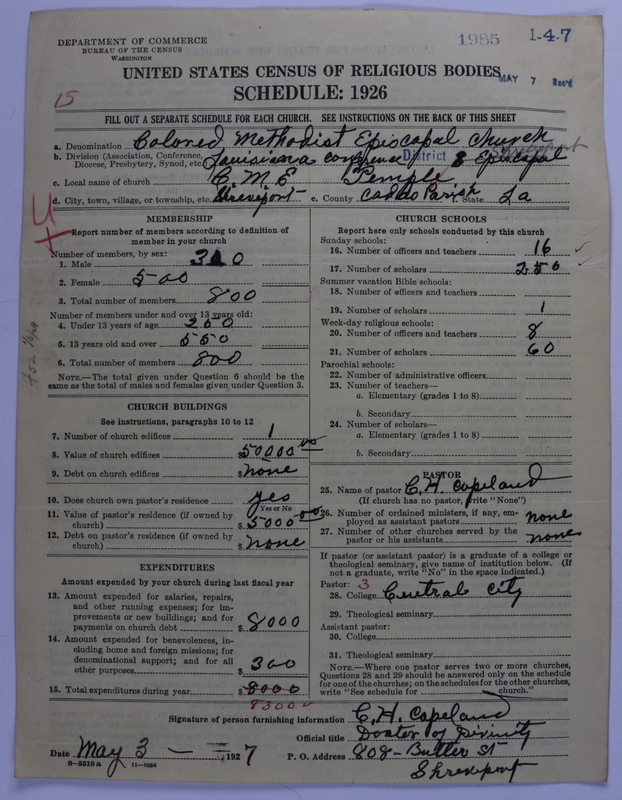 DEPARTMENT OF COMMERCE
BUREAU OF THE CENSUS
WASHINGTON
1985
1-4-7
UNITED STATES CENSUS OF RELIGIOUS BODIES
MAY 7 Rec'd
SCHEDULE: 1926
15
FILL OUT A SEPARATE SCHEDULE FOR EACH CHURCH. SEE INSTRUCTIONS ON THE BACK OF THIS SHEET
a. Denomination Colored Methodist Episcopal Church
b. Division (Association, Conference, Diocese, Presbytery, Synod, etc. Louisiana conference District 8 Episcopal
c. Local name of church C. M. E Temple
d. City, town, village, or township, etc. Shreveport e. County Caddo Parish State La
MEMBERSHIP
Report number of members according to definition of
member in your church
Number of members, by sex:
1. Male 310
2. Female 500
3. Total number of members 800
Number of members under and over 13 years old:
4. Under 13 years of age 250
5. 13 years old and over 550
6. Total number of members 800
NOTE.—The total given under Question 6 should be
same as the total of males and females given under Question 3.
CHURCH BUILDINGS
See instructions, paragraphs 10 to 12
7. Number of church edifices 1
8. Value of church edifices $50000 00
9. Debt on church edifices $none
10. Does church own pastor's residence yes
Yes or No
11. Value of pastor's residence (if owned by
church) $5000 00
12. Debt on pastor's residence (if owned by
church) $none
EXPENDITURES
Amount expended by your church during last fiscal year
13. Amount expended for salaries, repairs,
and other running expenses; for im-
provements or new buildings; and for
payments on church debt $8000
14. Amount expended for benevolences, in-
cluding home and foreign missions; for
denominational support; and for all
other purposes $300
15. Total expenditures during year $8000
8300
CHURCH SCHOOLS
Report here only schools conducted by this church
Sunday schools:
16. Number of officers and teachers 16
17. Number of scholars 250
Summer vacation Bible schools:
18. Number of officers and teachers
19. Number of scholars 1
Week-day religious schools:
20. Number of officers and teachers 8
21. Number of scholars 60
Parochial schools:
22. Number of administrative officers
23. Number of teachers—
a. Elementary (grades 1 to 8)
b. Secondary
24. Number of scholars—
a. Elementary (grades 1 to 8)
b. Secondary
PASTOR
25. Name of pastor C. H. Copeland
(If church has no pastor, write "None")
26. Number of ordained ministers, if any, em-
ployed as assistant pastors none
27. Number of other churches served by the
pastor or his assistants none
If pastor (or assistant pastor) is a graduate of a college or
theological seminary, give name of institution below. (If
not a graduate, write "No" in the space indicated.)
Pastor: 3
28. College Central City
29. Theological seminary
Assistant pastor:
30. College
31. Theological seminary
NOTE.—Where one pastor serves two or more churches,
Questions 28 and 29 should be answered only on the schedule
for one of the churches; on the schedules for the other churches,
write "See schedule for church."
Signature of person furnishing information C. H. Copeland
Official title Doctor of Divinity
Date May 3 1927
P. O. Address 808- Butler St
Shreveport
8-5518a 11-9054